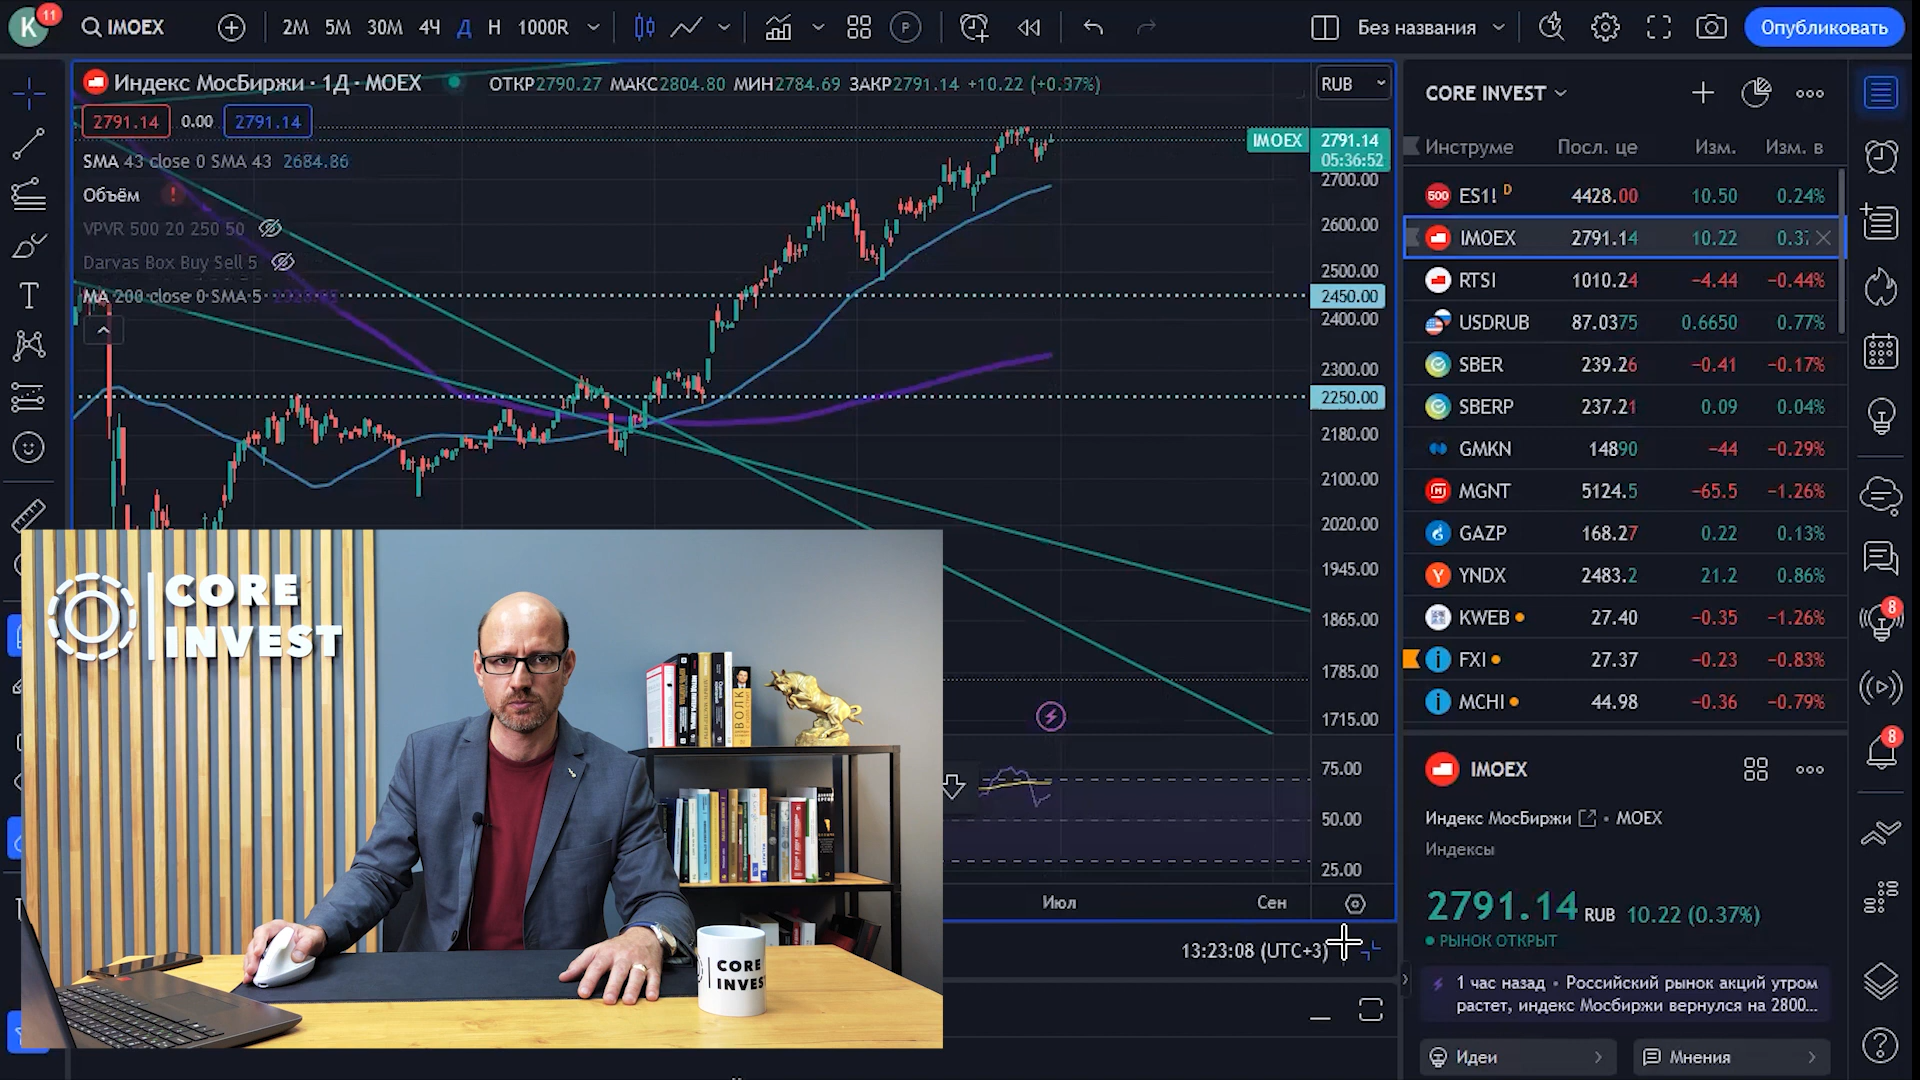 K 11
IMOEX
2М 5М 30М 4Ч Д Н 1000R
P
Без названия
Опубликовать
Индекс МосБиржи · 1Д · MOEX
ОТКР2790.27 МАКС2804.80 МИН2784.69 ЗАКР2791.14 +10.22 (+0.37%)
RUB
2791.14 0.00 2791.14
SMA 43 close 0 SMA 43 2684.86
Объём !
VPVR 500 20 250 50
Darvas Box Buy Sell 5
MA 200 close 0 SMA 5
IMOEX 2791.14
05:36:52
2700.00
2600.00
2500.00
2450.00
2400.00
2300.00
2250.00
2180.00
2100.00
2020.00
1945.00
1865.00
1785.00
1715.00
75.00
50.00
25.00
Июл Сен
13:23:08 (UTC+3)
CORE
INVEST
ВОЛК
CORE
INVES
CORE INVEST
Инструме Посл. це Изм. Изм. в
500 ES1! D 4428.00 10.50 0.24%
IMOEX 2791.14 10.22 0.37
RTSI 1010.24 −4.44 −0.44%
USDRUB 87.0375 0.6650 0.77%
SBER 239.26 −0.41 −0.17%
SBERP 237.21 0.09 0.04%
GMKN 14890 −44 −0.29%
MGNT 5124.5 −65.5 −1.26%
GAZP 168.27 0.22 0.13%
YNDX 2483.2 21.2 0.86%
KWEB 27.40 −0.35 −1.26%
FXI 27.37 −0.23 −0.83%
MCHI 44.98 −0.36 −0.79%
IMOEX
Индекс МосБиржи • MOEX
Индексы
2791.14 RUB 10.22 (0.37%)
РЫНОК ОТКРЫТ
1 час назад • Российский рынок акций утром
растет, индекс Мосбиржи вернулся на 2800...
Идеи
Мнения
8
8